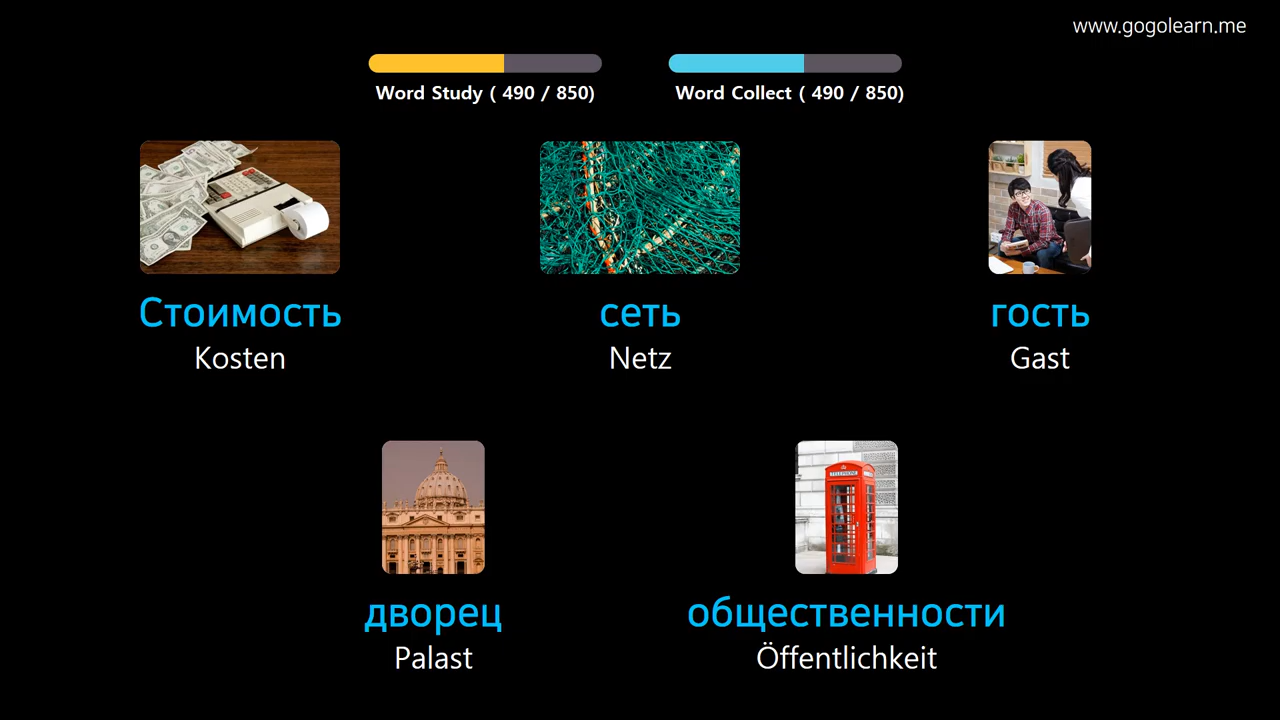 www.gogolearn.me
Word Study ( 490 / 850)
Word Collect ( 490 / 850)
Стоимость
Kosten
сеть
Netz
гость
Gast
TELEPHONE
дворец
Palast
общественности
Öffentlichkeit